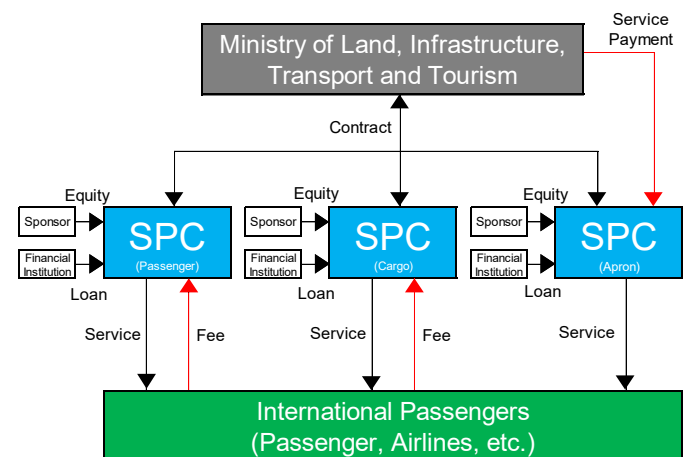 Service
Payment
Ministry of Land, Infrastructure,
Transport and Tourism
Contract
Equity
Sponsor
SPC
(Passenger)
Financial
Institution
Loan
Equity
Sponsor
SPC
(Cargo)
Financial
Institution
Loan
Equity
Sponsor
SPC
(Apron)
Financial
Institution
Loan
Service
Fee
Service
Fee
Service
International Passengers
(Passenger, Airlines, etc.)